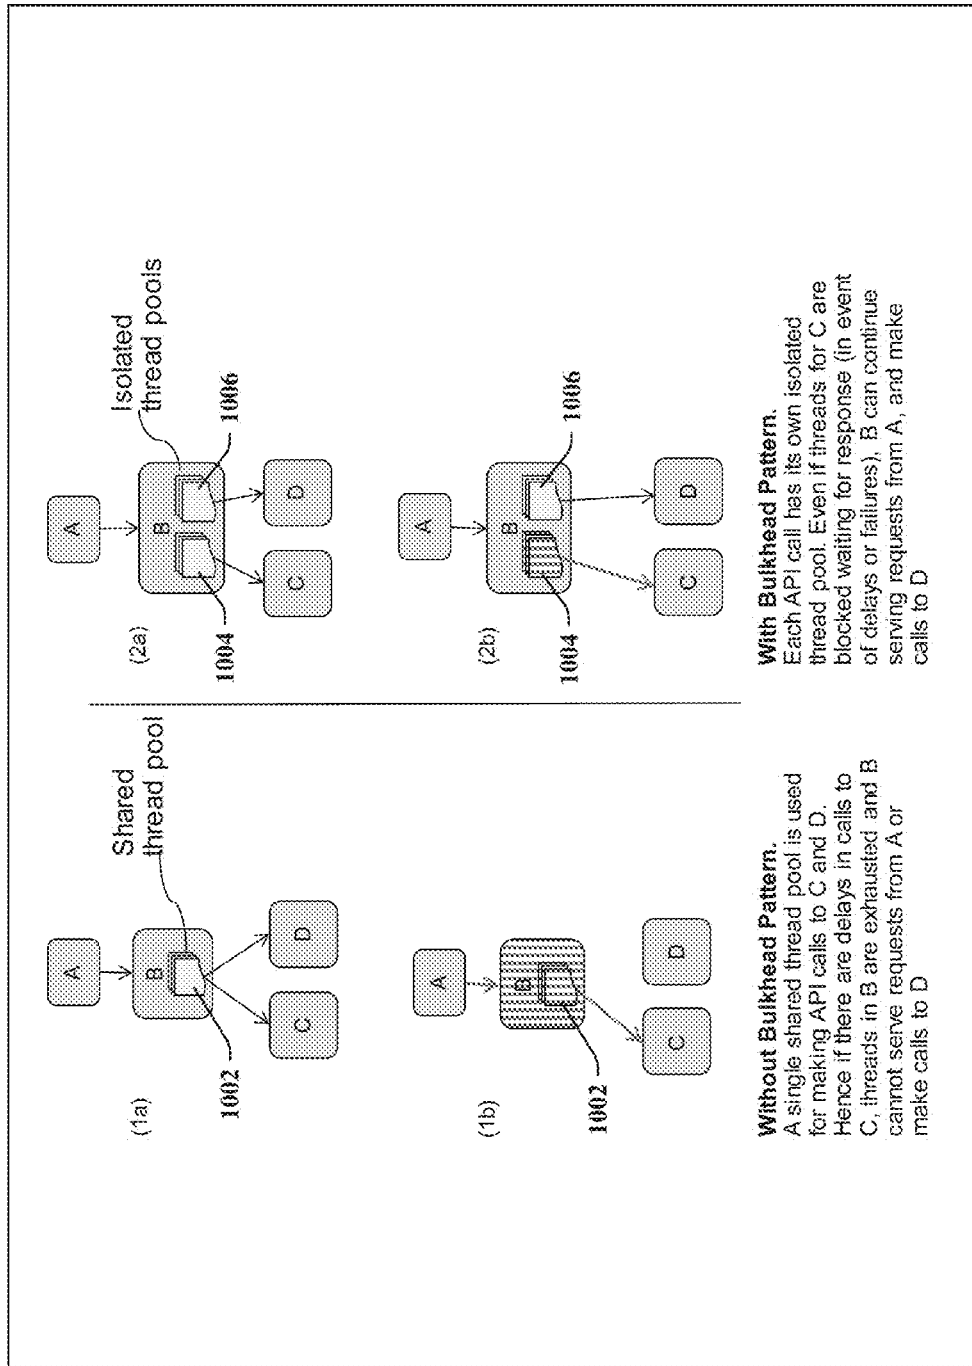 (1a)
A
B
C
D
1002
Shared
thread pool
(1b)
A
B
C
D
1002
Without Bulkhead Pattern.
A single shared thread pool is used
for making API calls to C and D.
Hence if there are delays in calls to
C, threads in B are exhausted and B
cannot serve requests from A or
make calls to D
(2a)
A
B
C
D
1004
1006
Isolated
thread pools
(2b)
A
B
C
D
1004
1006
With Bulkhead Pattern.
Each API call has its own isolated
thread pool. Even if threads for C are
blocked waiting for response (in event
of delays or failures), B can continue
serving requests from A, and make
calls to D